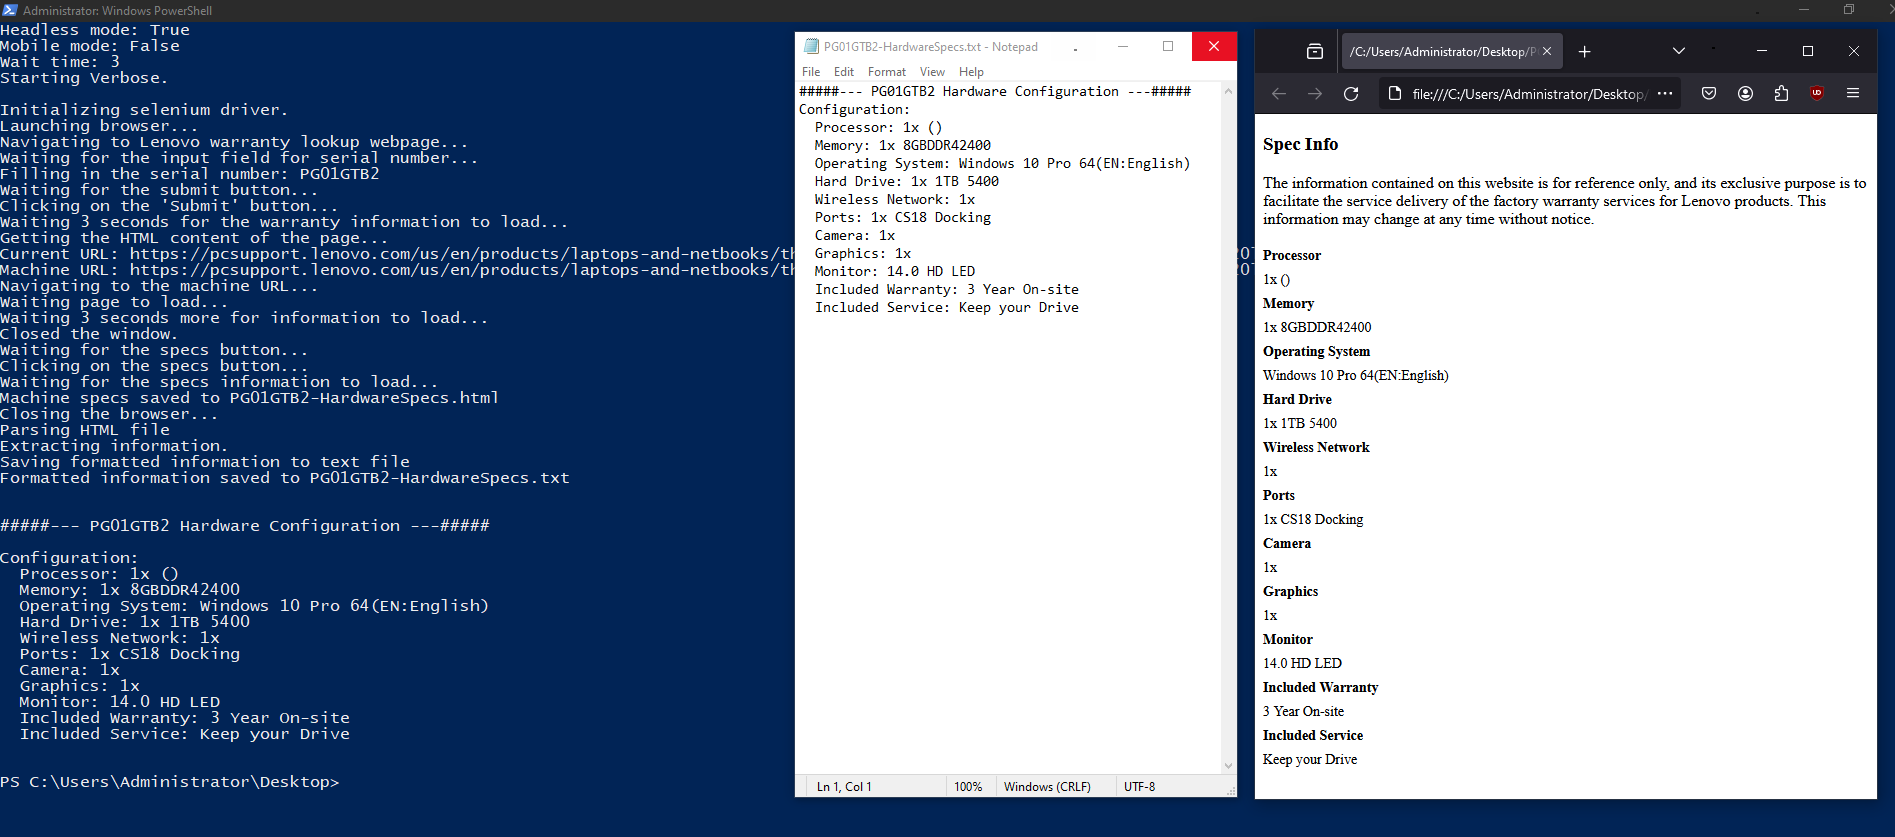 Administrator: Windows PowerShell
Headless mode: True
Mobile mode: False
Wait time: 3
Starting Verbose.
Initializing selenium driver.
Launching browser...
Navigating to Lenovo warranty lookup webpage...
Waiting for the input field for serial number...
Filling in the serial number: PG01GTB2
Waiting for the submit button...
Clicking on the 'Submit' button...
Waiting 3 seconds for the warranty information to load...
Getting the HTML content of the page...
Current URL: https://pcsupport.lenovo.com/us/en/products/laptops-and-netbooks/th
Machine URL: https://pcsupport.lenovo.com/us/en/products/laptops-and-netbooks/th
Navigating to the machine URL...
Waiting page to load...
Waiting 3 seconds more for information to load...
Closed the window.
Waiting for the specs button...
Clicking on the specs button...
Waiting for the specs information to load...
Machine specs saved to PG01GTB2-HardwareSpecs.html
Closing the browser...
Parsing HTML file
Extracting information.
Saving formatted information to text file
Formatted information saved to PG01GTB2-HardwareSpecs.txt
#####--- PG01GTB2 Hardware Configuration ---#####
Configuration:
Processor: 1x ()
Memory: 1x 8GBDDR42400
Operating System: Windows 10 Pro 64(EN:English)
Hard Drive: 1x 1TB 5400
Wireless Network: 1x
Ports: 1x CS18 Docking
Camera: 1x
Graphics: 1x
Monitor: 14.0 HD LED
Included Warranty: 3 Year On-site
Included Service: Keep your Drive
PS C:\Users\Administrator\Desktop>
PG01GTB2-HardwareSpecs.txt - Notepad
File Edit Format View Help
#####--- PG01GTB2 Hardware Configuration ---#####
Configuration:
Processor: 1x ()
Memory: 1x 8GBDDR42400
Operating System: Windows 10 Pro 64(EN:English)
Hard Drive: 1x 1TB 5400
Wireless Network: 1x
Ports: 1x CS18 Docking
Camera: 1x
Graphics: 1x
Monitor: 14.0 HD LED
Included Warranty: 3 Year On-site
Included Service: Keep your Drive
Ln 1, Col 1 100% Windows (CRLF) UTF-8
/C:/Users/Administrator/Desktop/P
file:///C:/Users/Administrator/Desktop/
Spec Info
The information contained on this website is for reference only, and its exclusive purpose is to
facilitate the service delivery of the factory warranty services for Lenovo products. This
information may change at any time without notice.
Processor
1x ()
Memory
1x 8GBDDR42400
Operating System
Windows 10 Pro 64(EN:English)
Hard Drive
1x 1TB 5400
Wireless Network
1x
Ports
1x CS18 Docking
Camera
1x
Graphics
1x
Monitor
14.0 HD LED
Included Warranty
3 Year On-site
Included Service
Keep your Drive